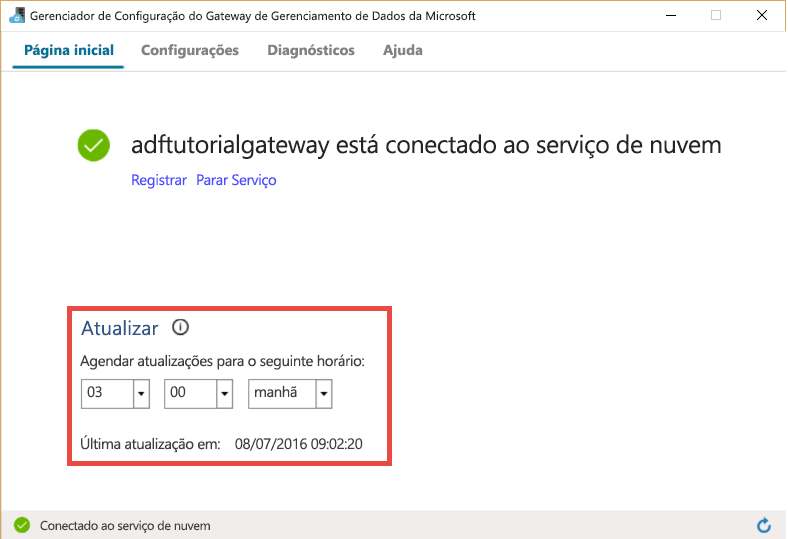 Gerenciador de Configuração do Gateway de Gerenciamento de Dados da Microsoft
Página inicial Configurações Diagnósticos Ajuda
adftutorialgateway está conectado ao serviço de nuvem
Registrar Parar Serviço
Atualizar
Agendar atualizações para o seguinte horário:
03 00 manhã
Última atualização em: 08/07/2016 09:02:20
Conectado ao serviço de nuvem